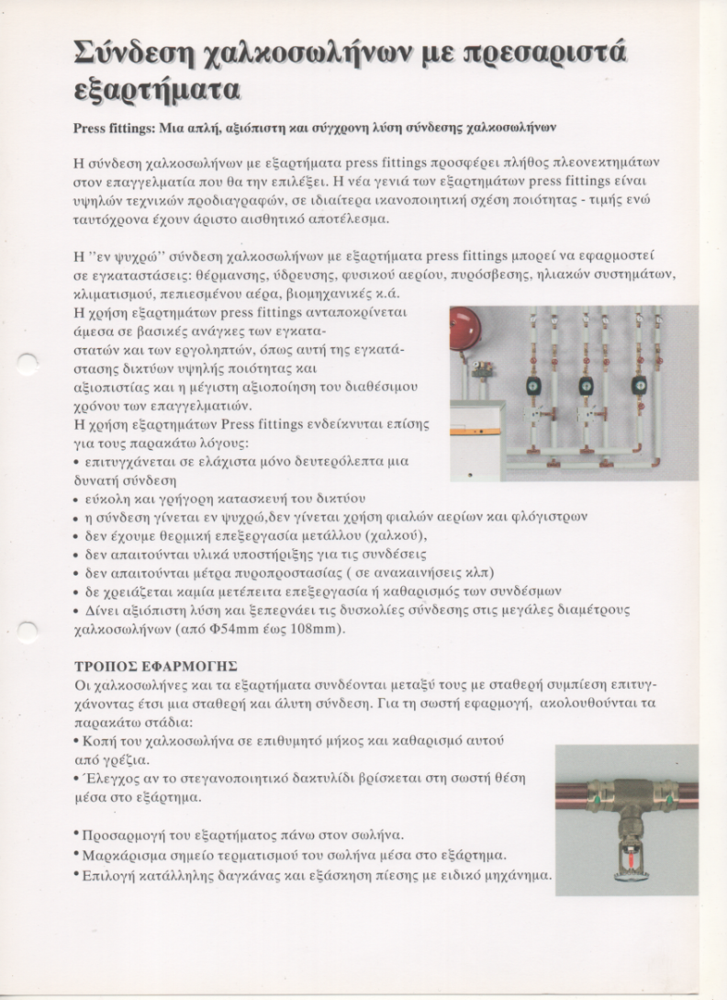 Σύνδεση χαλκοσωλήνων με πρεσαριστά
εξαρτήματα
Press fittings: Μια απλή, αξιόπιστη και σύγχρονη λύση σύνδεσης χαλκοσωλήνων
Η σύνδεση χαλκοσωλήνων με εξαρτήματα press fittings προσφέρει πλήθος πλεονεκτημάτων
στον επαγγελματία που θα την επιλέξει. Η νέα γενιά των εξαρτημάτων press fittings είναι
υψηλών τεχνικών προδιαγραφών, σε ιδιαίτερα ικανοποιητική σχέση ποιότητας - τιμής ενώ
ταυτόχρονα έχουν άριστο αισθητικό αποτέλεσμα.
Η ’’εν ψυχρώ’’ σύνδεση χαλκοσωλήνων με εξαρτήματα press fittings μπορεί να εφαρμοστεί
σε εγκαταστάσεις: θέρμανσης, ύδρευσης, φυσικού αερίου, πυρόσβεσης, ηλιακών συστημάτων,
κλιματισμού, πεπιεσμένου αέρα, βιομηχανικές κ.ά.
Η χρήση εξαρτημάτων press fittings ανταποκρίνεται
άμεσα σε βασικές ανάγκες των εγκατα-
στατών και των εργοληπτών, όπως αυτή της εγκατά-
στασης δικτύων υψηλής ποιότητας και
αξιοπιστίας και η μέγιστη αξιοποίηση του διαθέσιμου
χρόνου των επαγγελματιών.
Η χρήση εξαρτημάτων Press fittings ενδείκνυται επίσης
για τους παρακάτω λόγους:
• επιτυγχάνεται σε ελάχιστα μόνο δευτερόλεπτα μια
δυνατή σύνδεση
• εύκολη και γρήγορη κατασκευή του δικτύου
• η σύνδεση γίνεται εν ψυχρώ,δεν γίνεται χρήση φιαλών αερίων και φλόγιστρων
• δεν έχουμε θερμική επεξεργασία μετάλλου (χαλκού),
• δεν απαιτούνται υλικά υποστήριξης για τις συνδέσεις
• δεν απαιτούνται μέτρα πυροπροστασίας ( σε ανακαινήσεις κλπ)
• δε χρειάζεται καμία μετέπειτα επεξεργασία ή καθαρισμός των συνδέσμων
• Δίνει αξιόπιστη λύση και ξεπερνάει τις δυσκολίες σύνδεσης στις μεγάλες διαμέτρους
χαλκοσωλήνων (από Φ54mm έως 108mm).
ΤΡΟΠΟΣ ΕΦΑΡΜΟΓΗΣ
Οι χαλκοσωλήνες και τα εξαρτήματα συνδέονται μεταξύ τους με σταθερή συμπίεση επιτυγ-
χάνοντας έτσι μια σταθερή και άλυτη σύνδεση. Για τη σωστή εφαρμογή, ακολουθούνται τα
παρακάτω στάδια:
• Κοπή του χαλκοσωλήνα σε επιθυμητό μήκος και καθαρισμό αυτού
από γρέζια.
• Έλεγχος αν το στεγανοποιητικό δακτυλίδι βρίσκεται στη σωστή θέση
μέσα στο εξάρτημα.
• Προσαρμογή του εξαρτήματος πάνω στον σωλήνα.
• Μαρκάρισμα σημείο τερματισμού του σωλήνα μέσα στο εξάρτημα.
• Επιλογή κατάλληλης δαγκάνας και εξάσκηση πίεσης με ειδικό μηχάνημα.